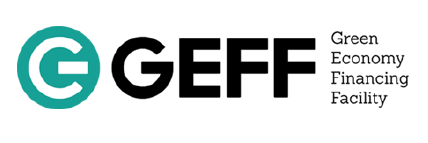 GEFF
Green
Economy
Financing
Facility